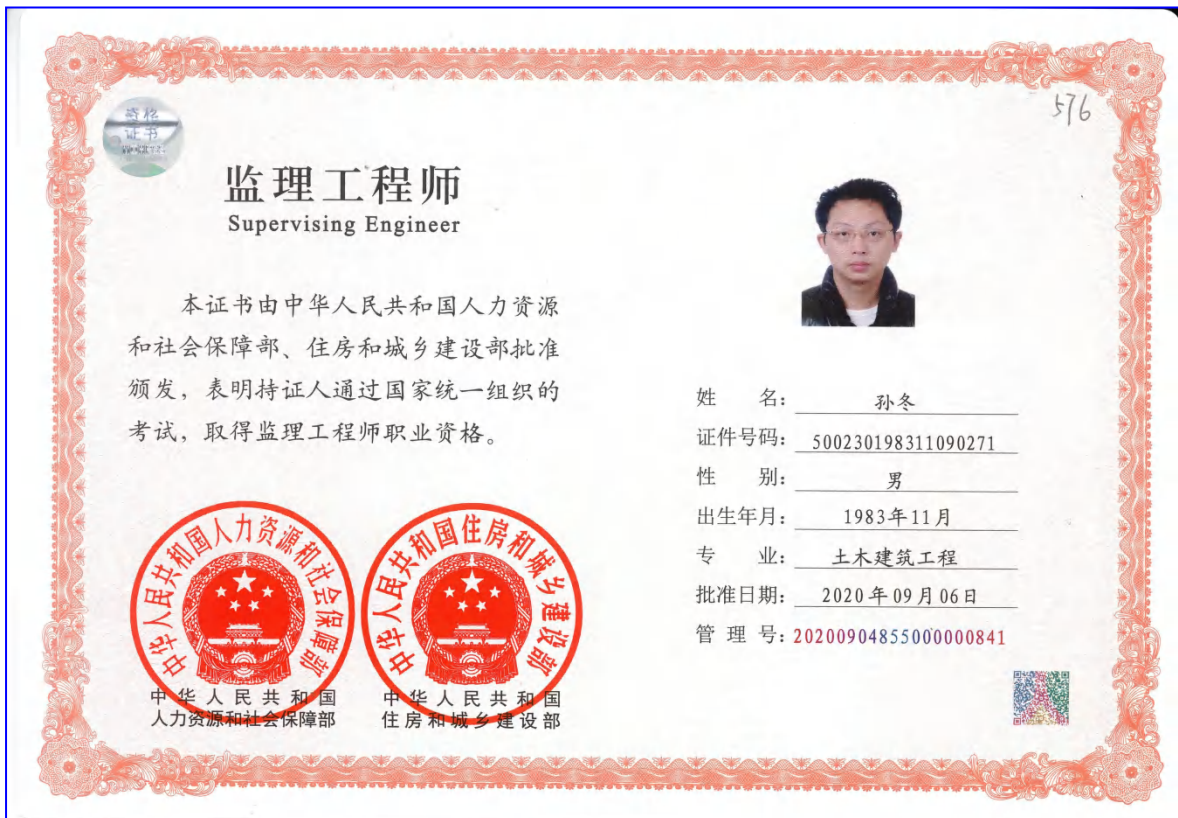 576
资格
证书
监理工程师
Supervising Engineer
本证书由中华人民共和国人力资源
和社会保障部、住房和城乡建设部批准
颁发，表明持证人通过国家统一组织的
考试，取得监理工程师职业资格。
中华人民共和国人力资源和社会保障部
中华人民共和国住房和城乡建设部
中华人民共和国
人力资源和社会保障部
中华人民共和国
住房和城乡建设部
姓 名： 孙冬
证件号码： 500230198311090271
性 别： 男
出生年月： 1983年11月
专 业： 土木建筑工程
批准日期： 2020年09月06日
管 理 号：20200904855000000841